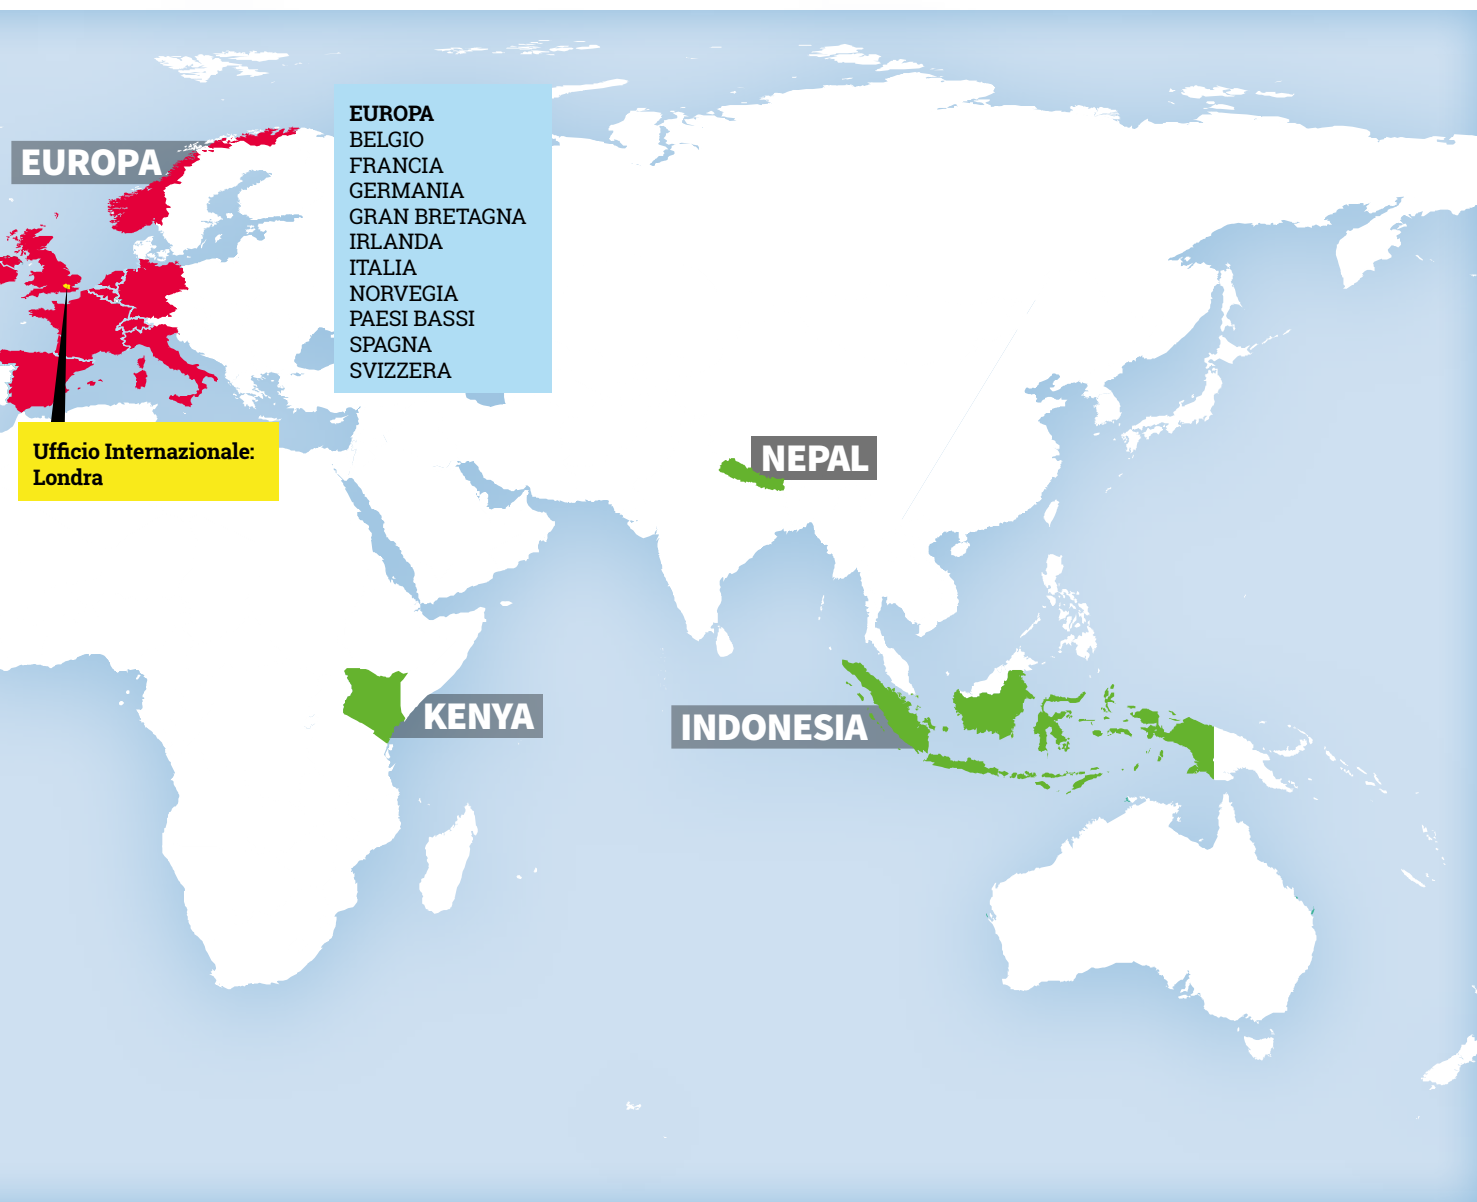 EUROPA
EUROPA
BELGIO
FRANCIA
GERMANIA
GRAN BRETAGNA
IRLANDA
ITALIA
NORVEGIA
PAESI BASSI
SPAGNA
SVIZZERA
Ufficio Internazionale:
Londra
NEPAL
KENYA
INDONESIA